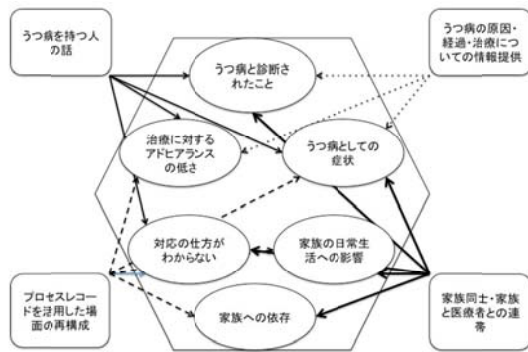 うつ病を持つ人
の話
うつ病の原因・
経過・治療につ
いての情報提供
うつ病と診断さ
れたこと
治療に対する
アドヒアランス
の低さ
うつ病としての
症状
対応の仕方が
わからない
家族の日常生
活への影響
プロセスレコー
ドを活用した場
面の再構成
家族への依存
家族同士・家族
と医療者との連
帯